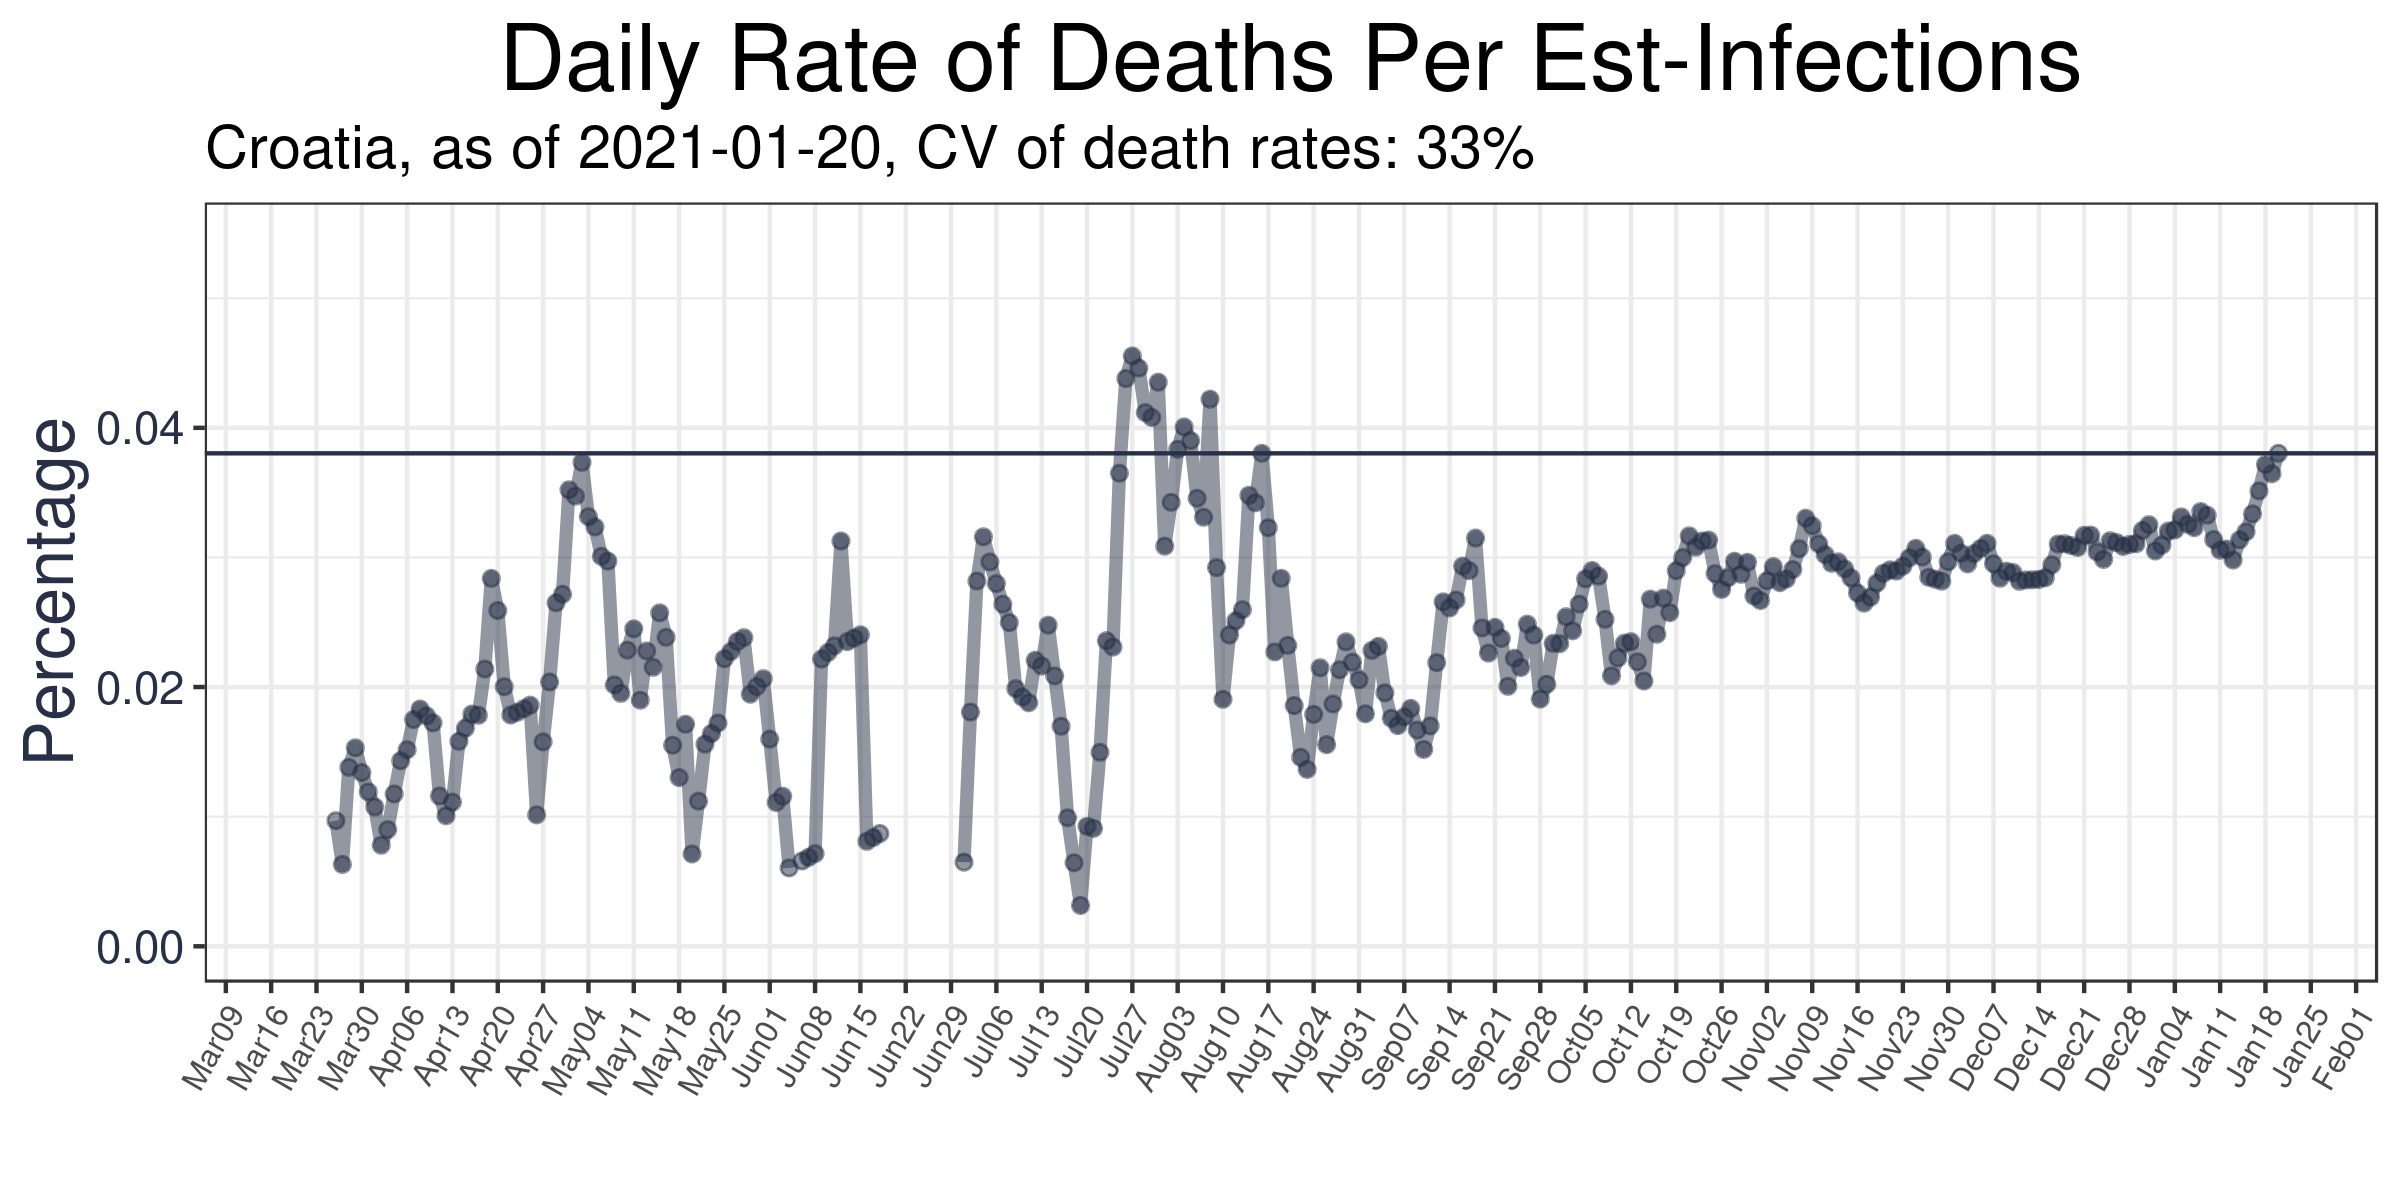 Daily Rate of Deaths Per Est-Infections
Croatia, as of 2021-01-20, CV of death rates: 33%
Percentage
0.04
0.02
0.00
Mar09 Mar16 Mar23 Mar30 Apr06 Apr13 Apr20 Apr27 May04 May11 May18 May25 Jun01 Jun08 Jun15 Jun22 Jun29 Jul06 Jul13 Jul20 Jul27 Aug03 Aug10 Aug17 Aug24 Aug31 Sep07 Sep14 Sep21 Sep28 Oct05 Oct12 Oct19 Oct26 Nov02 Nov09 Nov16 Nov23 Nov30 Dec07 Dec14 Dec21 Dec28 Jan04 Jan11 Jan18 Jan25 Feb01